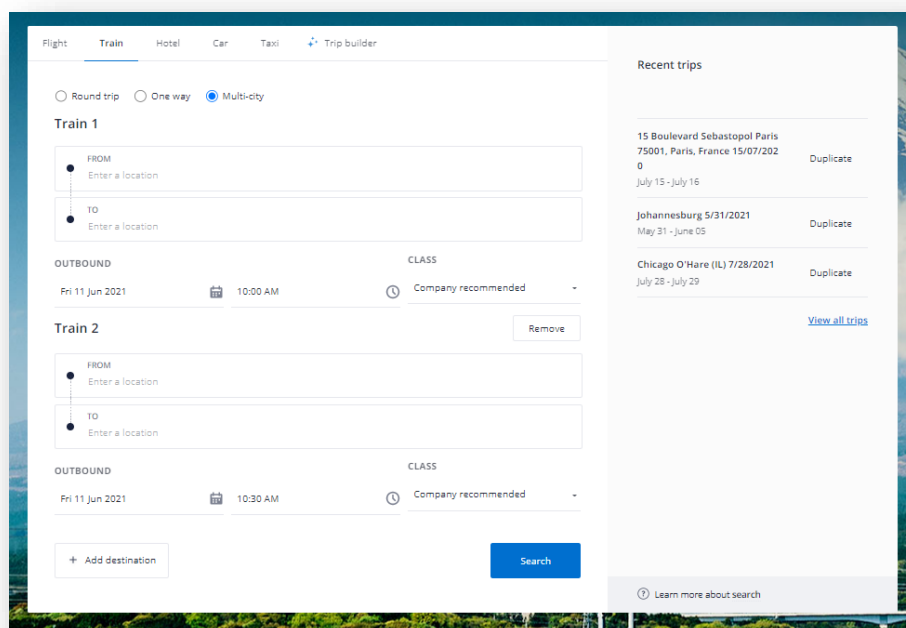 Flight Train Hotel Car Taxi Trip builder
Round trip One way Multi-city
Train 1
FROM
Enter a location
TO
Enter a location
OUTBOUND CLASS
Fri 11 Jun 2021 10:00 AM Company recommended
Train 2 Remove
FROM
Enter a location
TO
Enter a location
OUTBOUND CLASS
Fri 11 Jun 2021 10:30 AM Company recommended
+ Add destination Search
Recent trips
15 Boulevard Sebastopol Paris
75001, Paris, France 15/07/202
0
July 15 - July 16
Duplicate
Johannesburg 5/31/2021
May 31 - June 05
Duplicate
Chicago O'Hare (IL) 7/28/2021
July 28 - July 29
Duplicate
View all trips
? Learn more about search